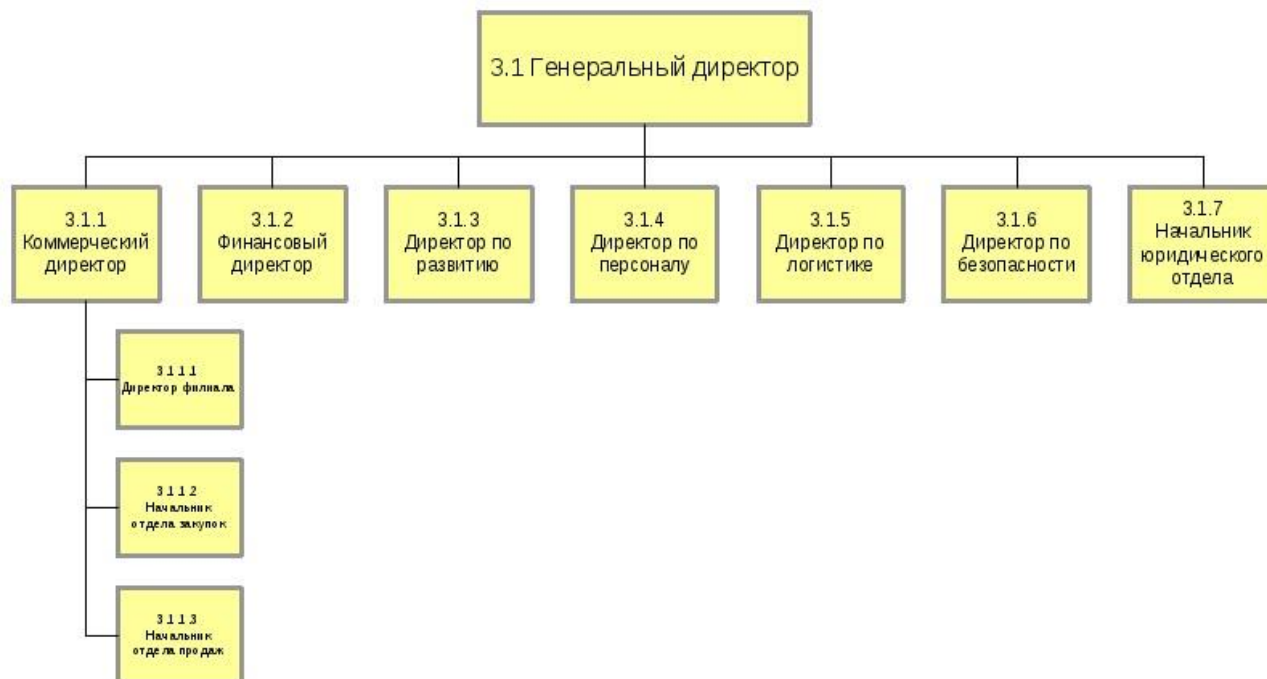 3.1 Генеральный директор
3.1.1
Коммерческий
директор
3.1.2
Финансовый
директор
3.1.3
Директор по
развитию
3.1.4
Директор по
персоналу
3.1.5
Директор по
логистике
3.1.6
Директор по
безопасности
3.1.7
Начальник
юридического
отдела
3.1.1.1
Директор филиала
3.1.1.2
Начальник
отдела закупок
3.1.1.3
Начальник
отдела продаж